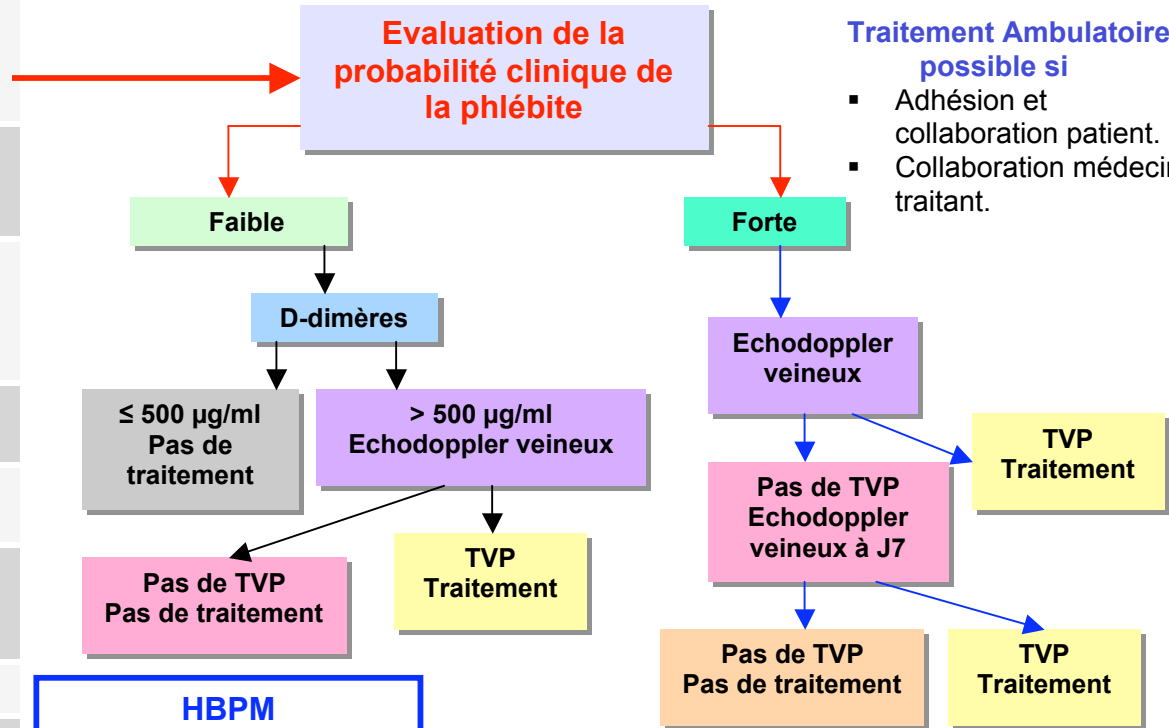 Evaluation de la
probabilité clinique de
la phlébite
Traitement Ambulatoire
possible si
▪ Adhésion et
collaboration patient.
▪ Collaboration médecin
traitant.
Faible
Forte
D-dimères
Echodoppler
veineux
≤ 500 µg/ml
Pas de
traitement
> 500 µg/ml
Echodoppler veineux
TVP
Traitement
Pas de TVP
Echodoppler
veineux à J7
Pas de TVP
Pas de traitement
TVP
Traitement
Pas de TVP
Pas de traitement
TVP
Traitement
HBPM